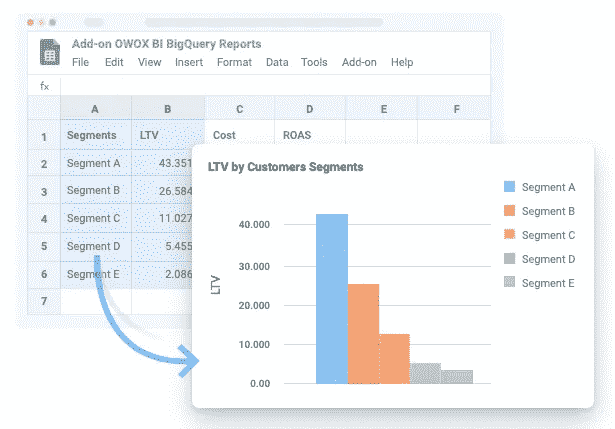 Add-on OWOX BI BigQuery Reports
File Edit View Insert Format Data Tools Add-on Help
fx
A B C D E F
1 Segments LTV Cost ROAS
2 Segment A 43.351
3 Segment B 26.584
4 Segment C 11.027
5 Segment D 5.455
6 Segment E 2.086
7
LTV by Customers Segments
40.000
30.000
20.000
10.000
0.00
LTV
Segment A
Segment B
Segment C
Segment D
Segment E